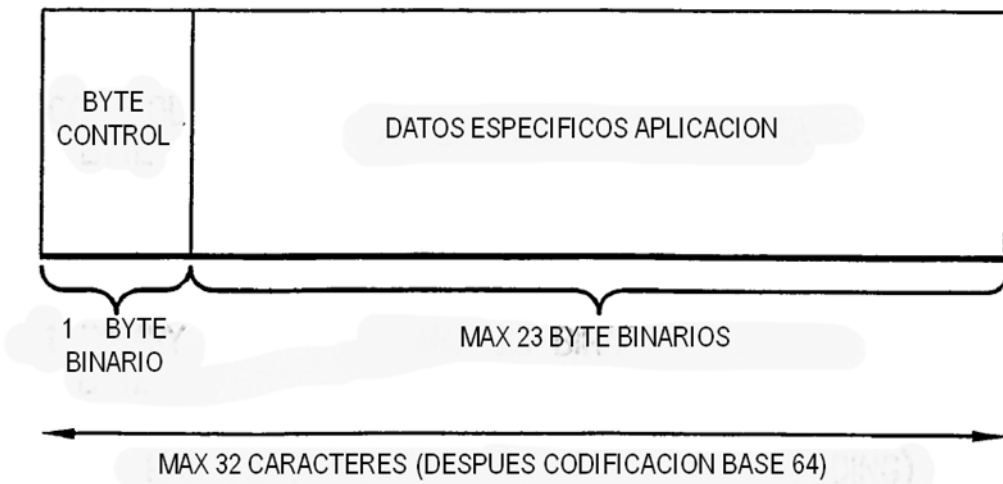 BYTE
CONTROL
DATOS ESPECIFICOS APLICACION
1 BYTE
BINARIO
MAX 23 BYTE BINARIOS
MAX 32 CARACTERES (DESPUES CODIFICACION BASE 64)